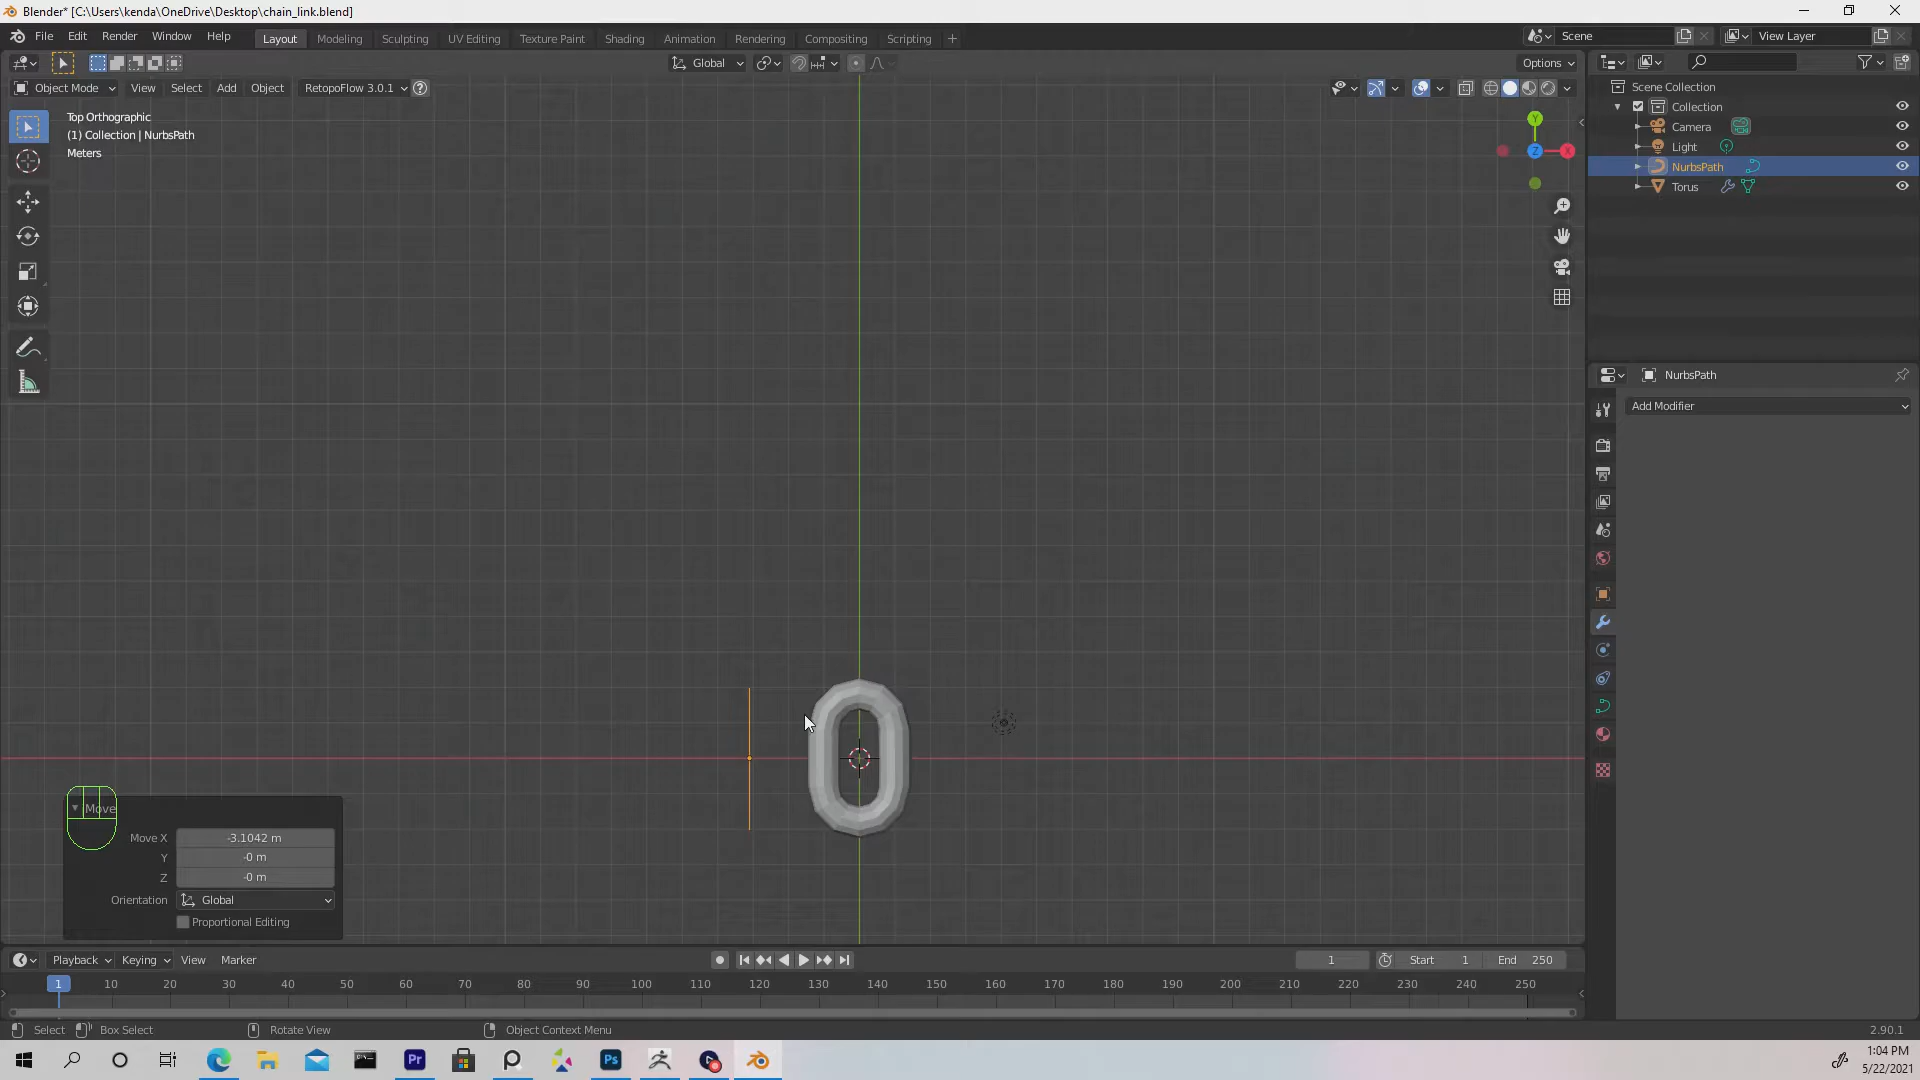 Blender* [C:\Users\kenda\OneDrive\Desktop\chain_link.blend]
File Edit Render Window Help Layout Modeling Sculpting UV Editing Texture Paint Shading Animation Rendering Compositing Scripting Scene View Layer
Global Options
Object Mode View Select Add Object RetopoFlow 3.0.1
Top Orthographic
(1) Collection | NurbsPath
Meters
Y
Z X
Scene Collection
Collection
Camera
Light
NurbsPath
Torus
NurbsPath
Add Modifier
Move
Move X -3.1042 m
Y -0 m
Z -0 m
Orientation Global
Proportional Editing
Playback Keying View Marker 1 Start 1 End 250
1 10 20 30 40 50 60 70 80 90 100 110 120 130 140 150 160 170 180 190 200 210 220 230 240 250
Select Box Select Rotate View Object Context Menu 2.90.1
Pr Ps
1:04 PM
5/22/2021